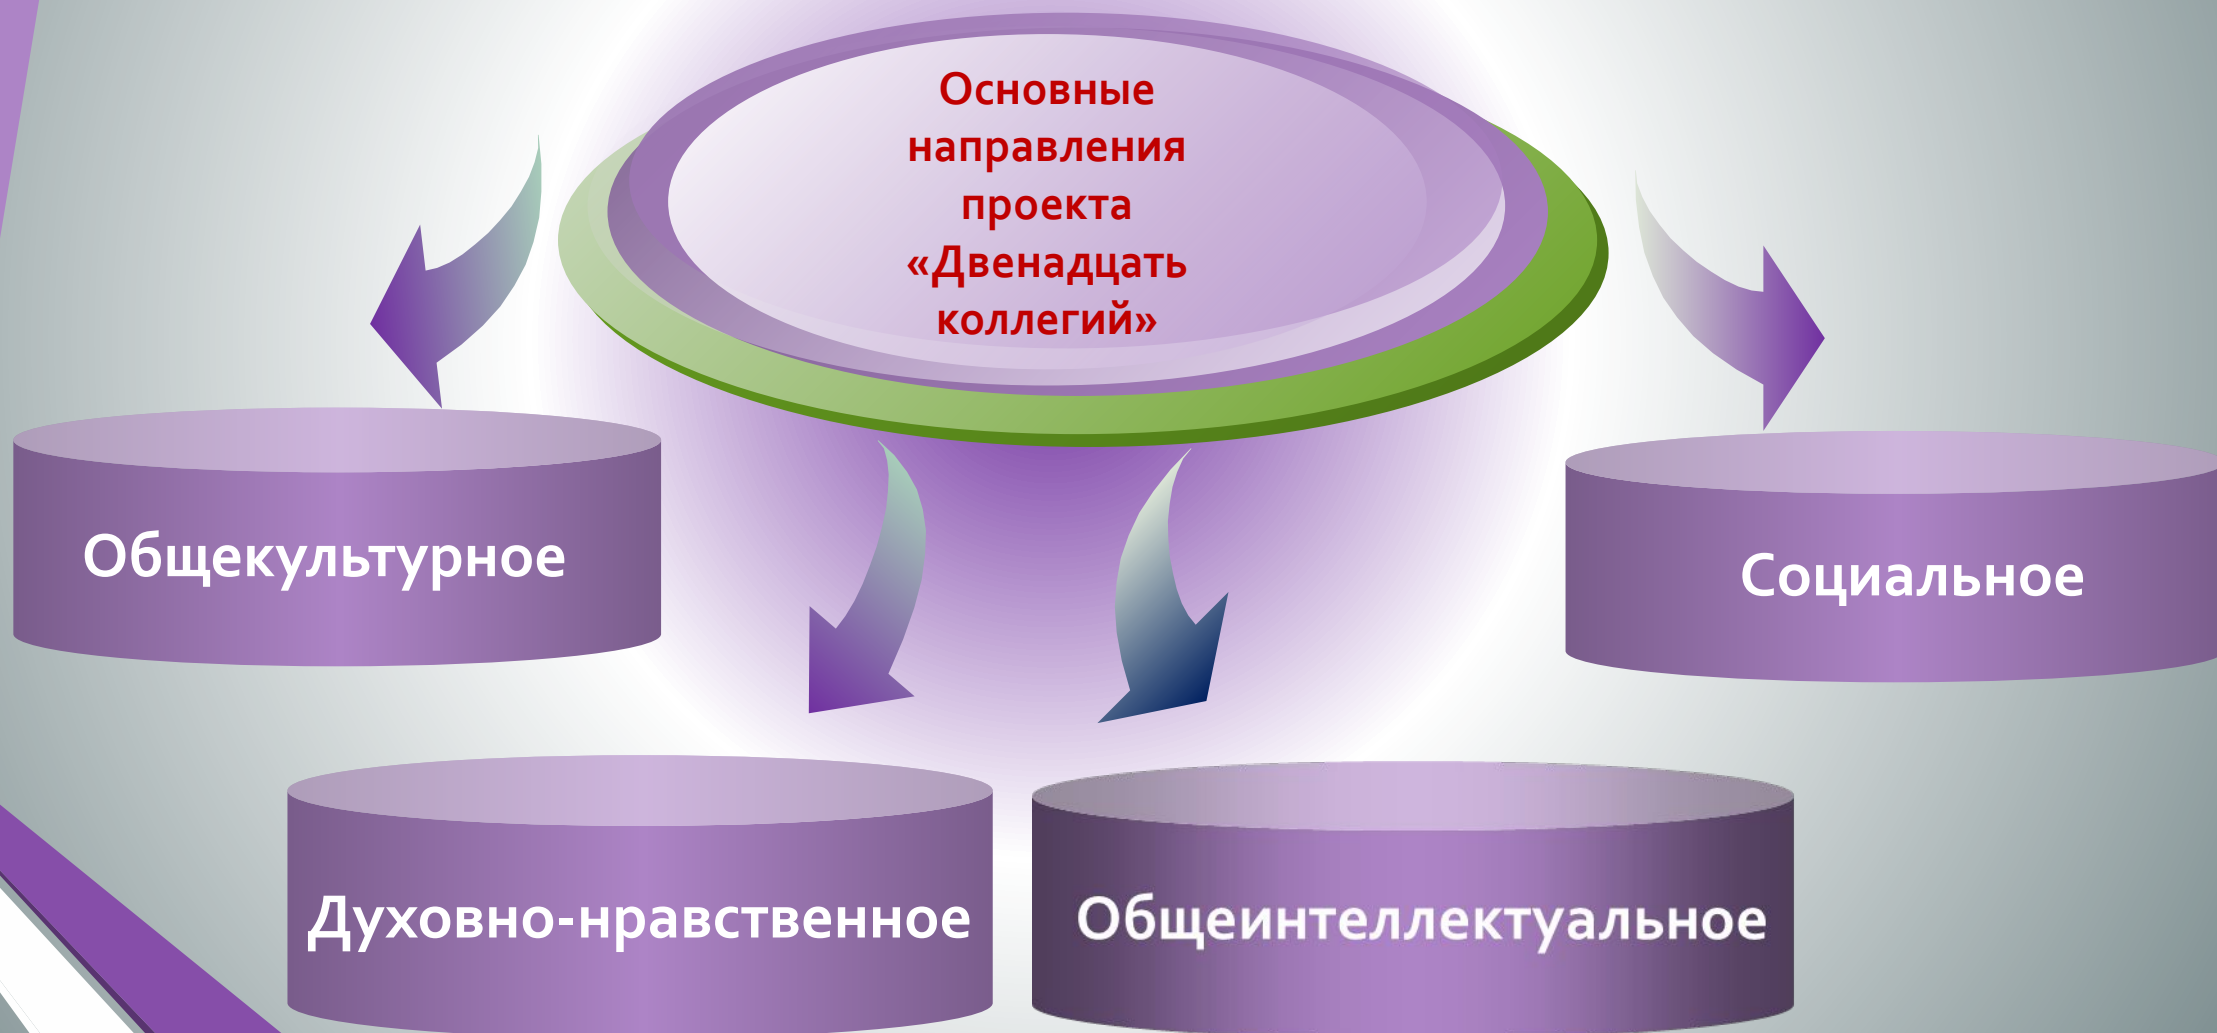 Основные
направления
проекта
«Двенадцать
коллегий»
Общекультурное
Социальное
Духовно-нравственное
Общеинтеллектуальное